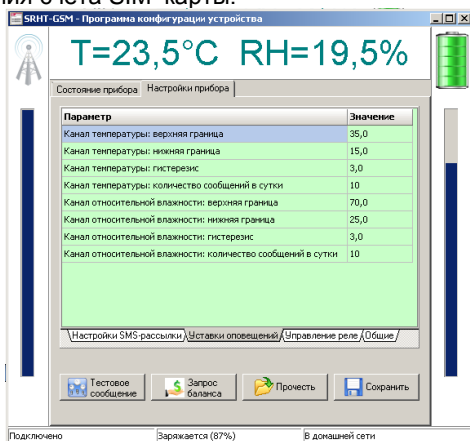 ния счета SIM-карты.
SRHT-GSM - Программа конфигурации устройства
T=23,5°C RH=19,5%
Состояние прибора Настройки прибора
Параметр Значение
Канал температуры: верхняя граница 35,0
Канал температуры: нижняя граница 15,0
Канал температуры: гистерезис 3,0
Канал температуры: количество сообщений в сутки 10
Канал относительной влажности: верхняя граница 70,0
Канал относительной влажности: нижняя граница 25,0
Канал относительной влажности: гистерезис 3,0
Канал относительной влажности: количество сообщений в сутки 10
Настройки SMS-рассылки Уставки оповещений Управление реле Общие
Тестовое сообщение Запрос баланса Прочесть Сохранить
Подключено Заряжается (87%) В домашней сети